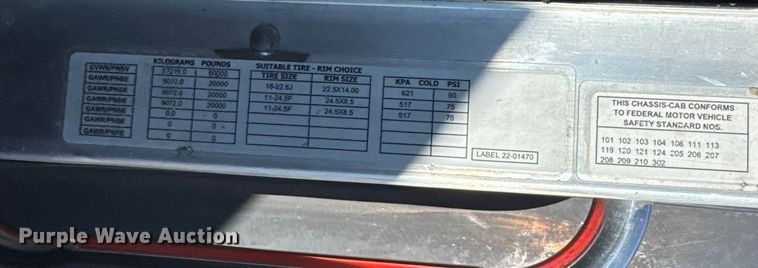 KILOGRAMS POUNDS SUITABLE TIRE - RIM CHOICE
GVWR/PNBV 27216.0 60000 TIRE SIZE RIM SIZE KPA COLD PSI
GAWR/PNBE 9072.0 20000 18-22.5J 22.5X14.00 621 90
GAWR/PNBE 9072.0 20000 11-24.5F 24.5X8.5 517 75
GAWR/PNBE 9072.0 20000 11-24.5F 24.5X8.5 517 75
GAWR/PNBE 0.0 0
GAWR/PNBE 0 0
GAWR/PNBE 0 0
LABEL 22-01470
THIS CHASSIS-CAB CONFORMS
TO FEDERAL MOTOR VEHICLE
SAFETY STANDARD NOS.
101 102 103 104 106 111 113
119 120 121 124 205 206 207
208 209 210 302
Purple Wave Auction